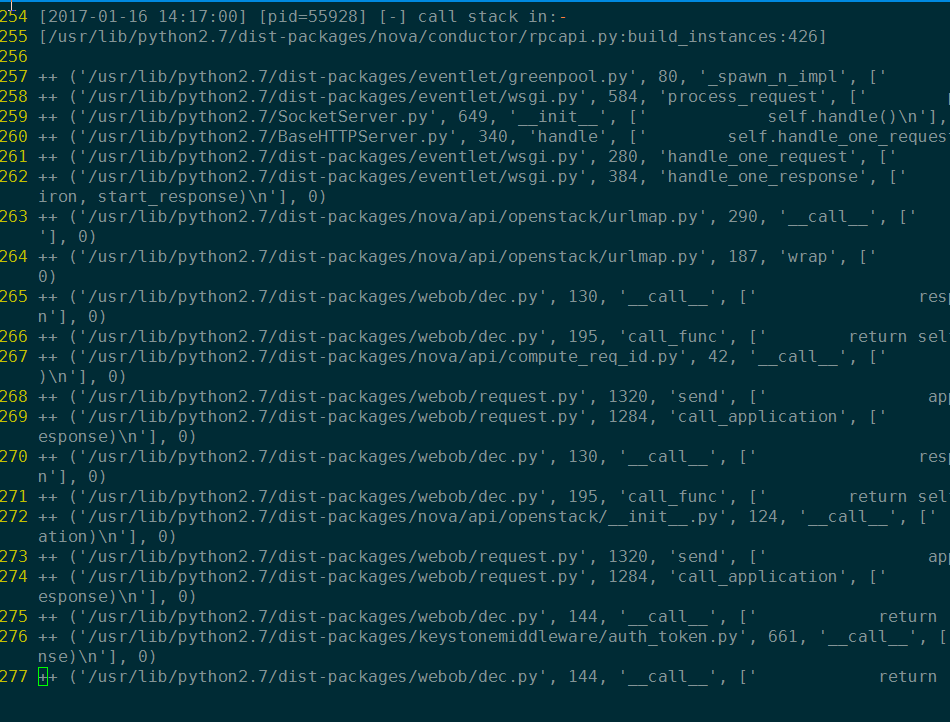 254 [2017-01-16 14:17:00] [pid=55928] [-] call stack in:-
255 [/usr/lib/python2.7/dist-packages/nova/conductor/rpcapi.py:build_instances:426]
256
257 ++ ('/usr/lib/python2.7/dist-packages/eventlet/greenpool.py', 80, '_spawn_n_impl', ['
258 ++ ('/usr/lib/python2.7/dist-packages/eventlet/wsgi.py', 584, 'process_request', ['
259 ++ ('/usr/lib/python2.7/SocketServer.py', 649, '__init__', ['            self.handle()\n'],
260 ++ ('/usr/lib/python2.7/BaseHTTPServer.py', 340, 'handle', ['        self.handle_one_reques
261 ++ ('/usr/lib/python2.7/dist-packages/eventlet/wsgi.py', 280, 'handle_one_request', ['
262 ++ ('/usr/lib/python2.7/dist-packages/eventlet/wsgi.py', 384, 'handle_one_response', ['
iron, start_response)\n'], 0)
263 ++ ('/usr/lib/python2.7/dist-packages/nova/api/openstack/urlmap.py', 290, '__call__', ['
'], 0)
264 ++ ('/usr/lib/python2.7/dist-packages/nova/api/openstack/urlmap.py', 187, 'wrap', ['
0)
265 ++ ('/usr/lib/python2.7/dist-packages/webob/dec.py', 130, '__call__', ['                res
n'], 0)
266 ++ ('/usr/lib/python2.7/dist-packages/webob/dec.py', 195, 'call_func', ['        return sel
267 ++ ('/usr/lib/python2.7/dist-packages/nova/api/compute_req_id.py', 42, '__call__', ['
)\n'], 0)
268 ++ ('/usr/lib/python2.7/dist-packages/webob/request.py', 1320, 'send', ['                ap
269 ++ ('/usr/lib/python2.7/dist-packages/webob/request.py', 1284, 'call_application', ['
esponse)\n'], 0)
270 ++ ('/usr/lib/python2.7/dist-packages/webob/dec.py', 130, '__call__', ['                res
n'], 0)
271 ++ ('/usr/lib/python2.7/dist-packages/webob/dec.py', 195, 'call_func', ['        return sel
272 ++ ('/usr/lib/python2.7/dist-packages/nova/api/openstack/__init__.py', 124, '__call__', ['
ation)\n'], 0)
273 ++ ('/usr/lib/python2.7/dist-packages/webob/request.py', 1320, 'send', ['                ap
274 ++ ('/usr/lib/python2.7/dist-packages/webob/request.py', 1284, 'call_application', ['
esponse)\n'], 0)
275 ++ ('/usr/lib/python2.7/dist-packages/webob/dec.py', 144, '__call__', ['            return
276 ++ ('/usr/lib/python2.7/dist-packages/keystonemiddleware/auth_token.py', 661, '__call__', [
nse)\n'], 0)
277 ++ ('/usr/lib/python2.7/dist-packages/webob/dec.py', 144, '__call__', ['            return